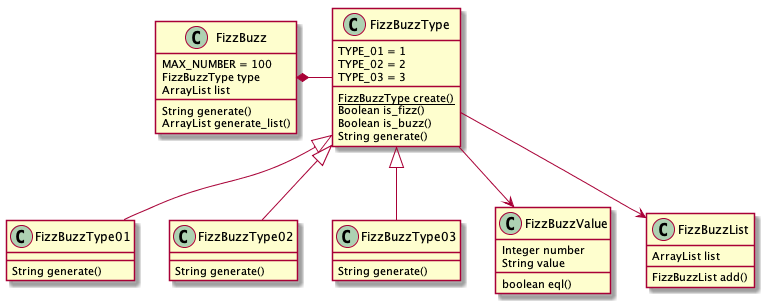 C FizzBuzz
MAX_NUMBER = 100
FizzBuzzType type
ArrayList list
String generate()
ArrayList generate_list()
C FizzBuzzType
TYPE_01 = 1
TYPE_02 = 2
TYPE_03 = 3
FizzBuzzType create()
Boolean is_fizz()
Boolean is_buzz()
String generate()
C FizzBuzzType01
String generate()
C FizzBuzzType02
String generate()
C FizzBuzzType03
String generate()
C FizzBuzzValue
Integer number
String value
boolean eql()
C FizzBuzzList
ArrayList list
FizzBuzzList add()